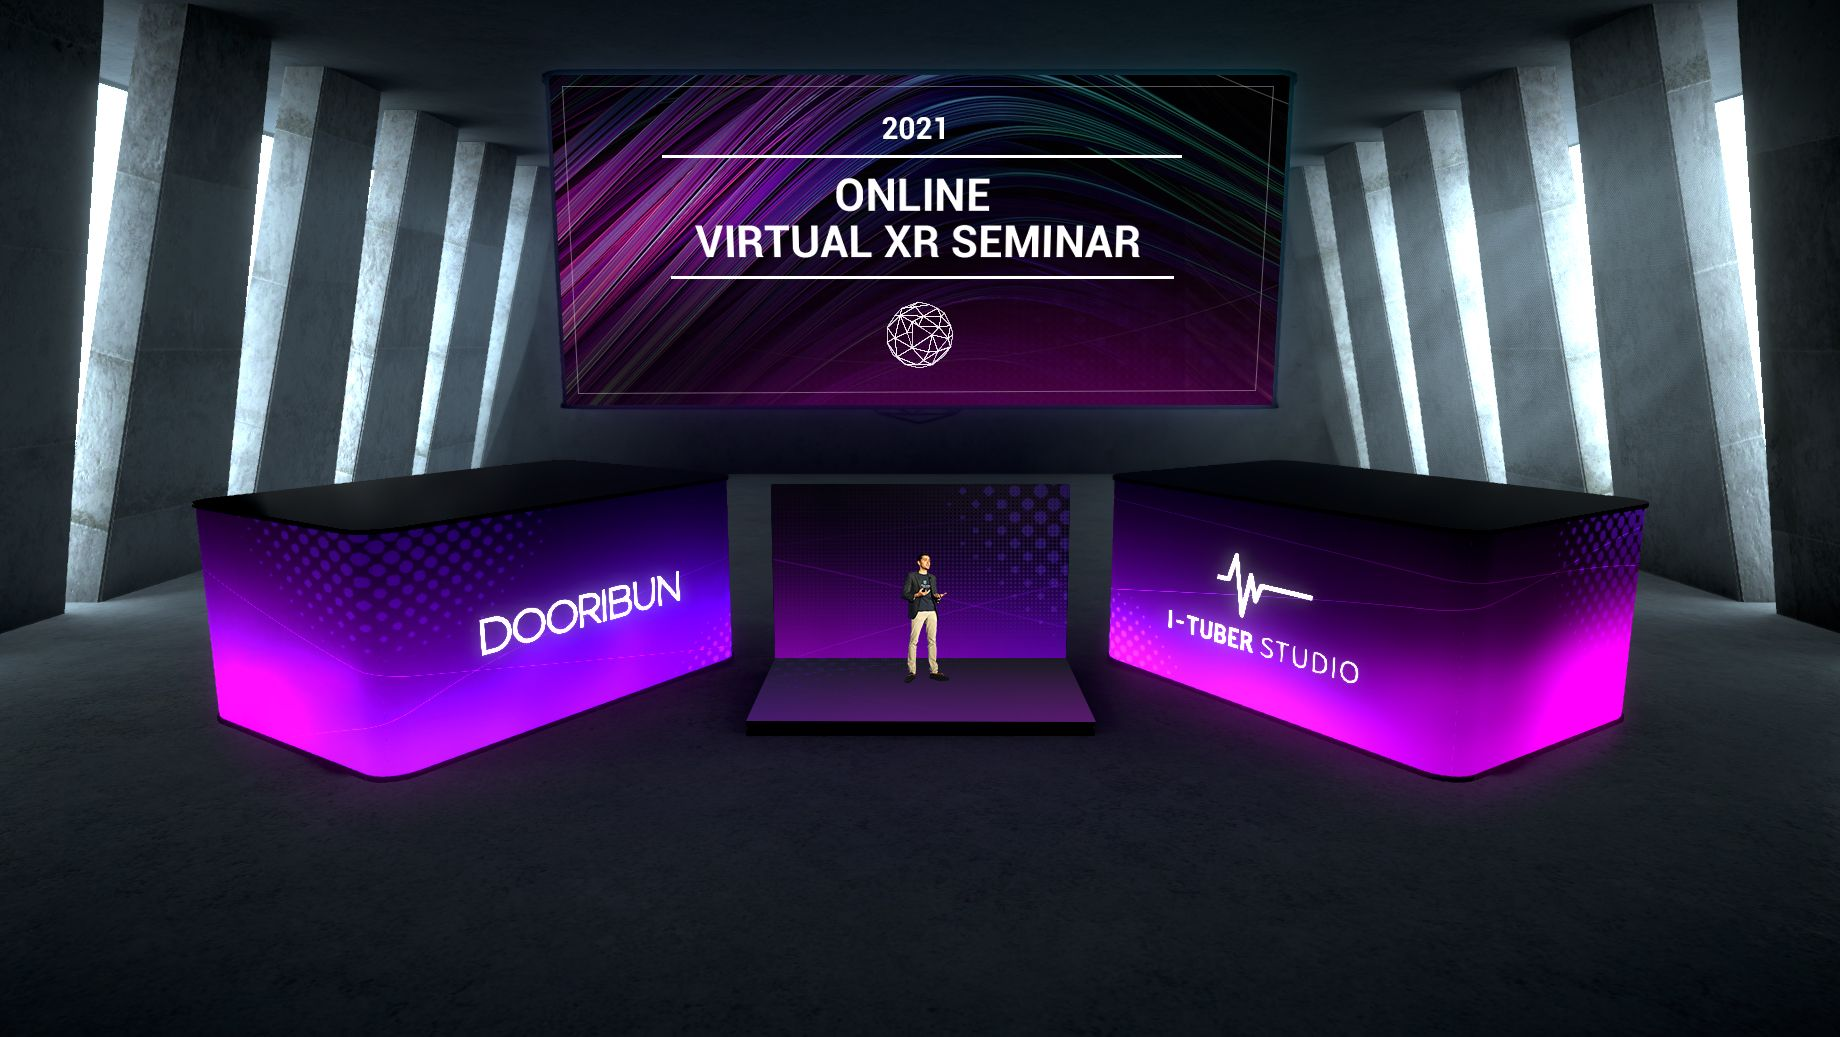 2021
ONLINE
VIRTUAL XR SEMINAR
DOORIBUN
I-TUBER STUDIO